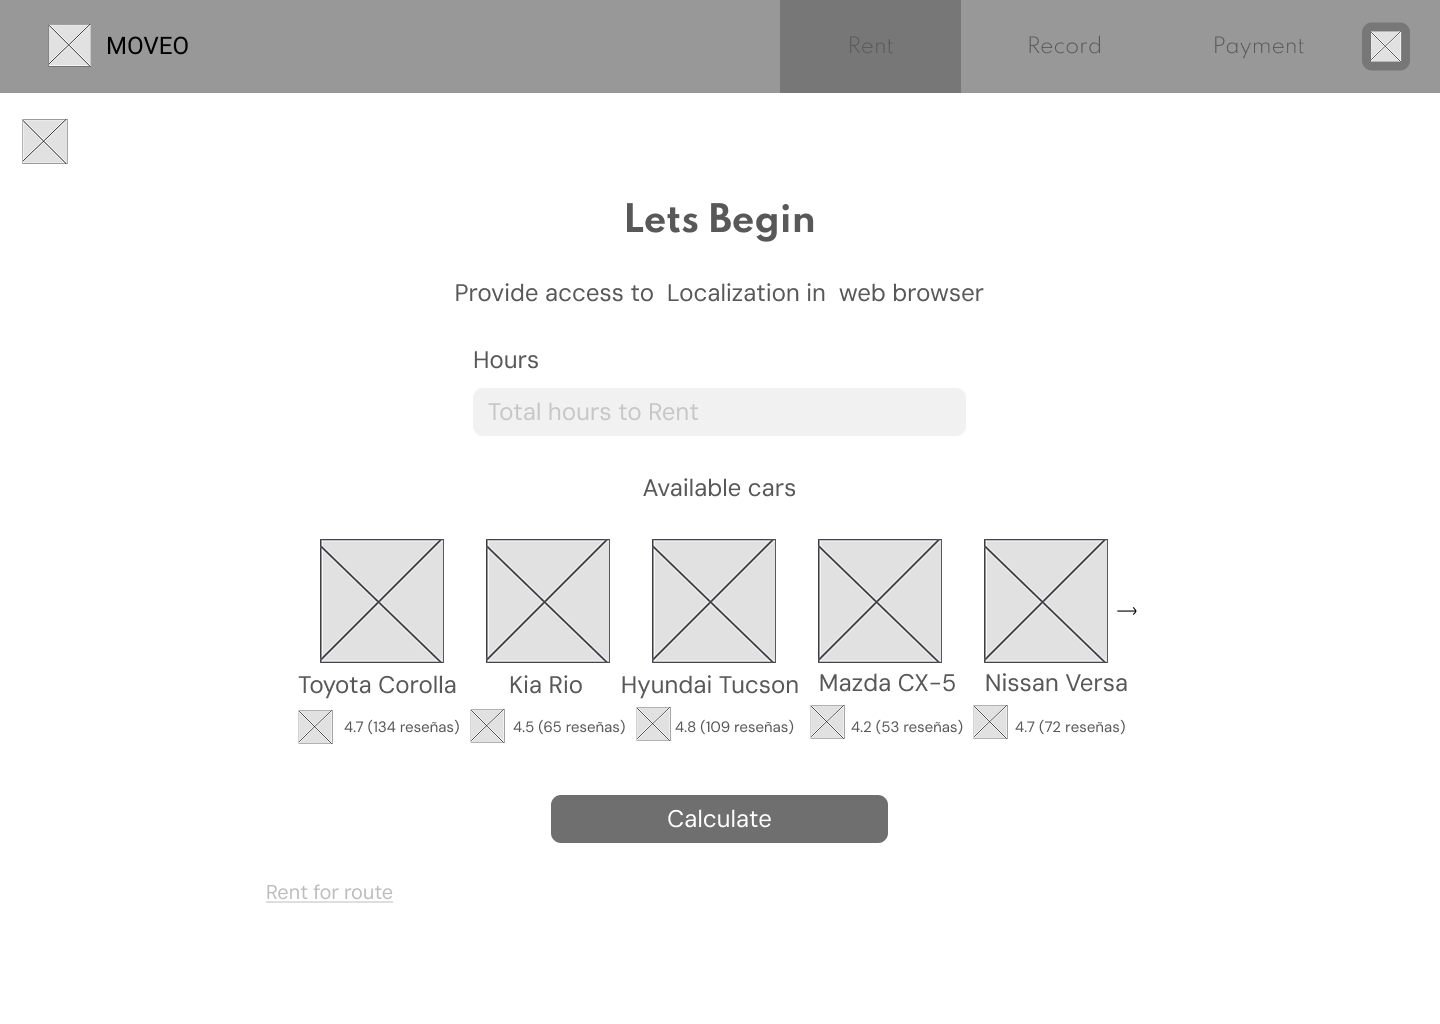 MOVEO
Rent
Record
Payment
Lets Begin
Provide access to  Localization in  web browser
Hours
Total hours to Rent
Available cars
Toyota Corolla
Kia Rio
Hyundai Tucson
Mazda CX-5
Nissan Versa
4.7 (134 reseñas)
4.5 (65 reseñas)
4.8 (109 reseñas)
4.2 (53 reseñas)
4.7 (72 reseñas)
Calculate
Rent for route